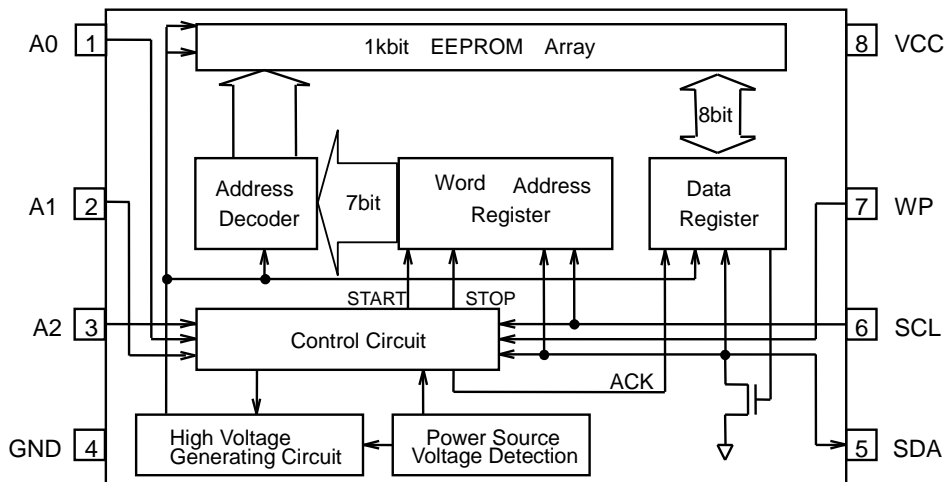 1kbit EEPROM Array
A0 1
8 VCC
8bit
A1 2
Address
Decoder
7bit
Word Address
Register
Data
Register
7 WP
START
STOP
A2 3
Control Circuit
6 SCL
ACK
GND 4
High Voltage
Generating Circuit
Power Source
Voltage Detection
5 SDA